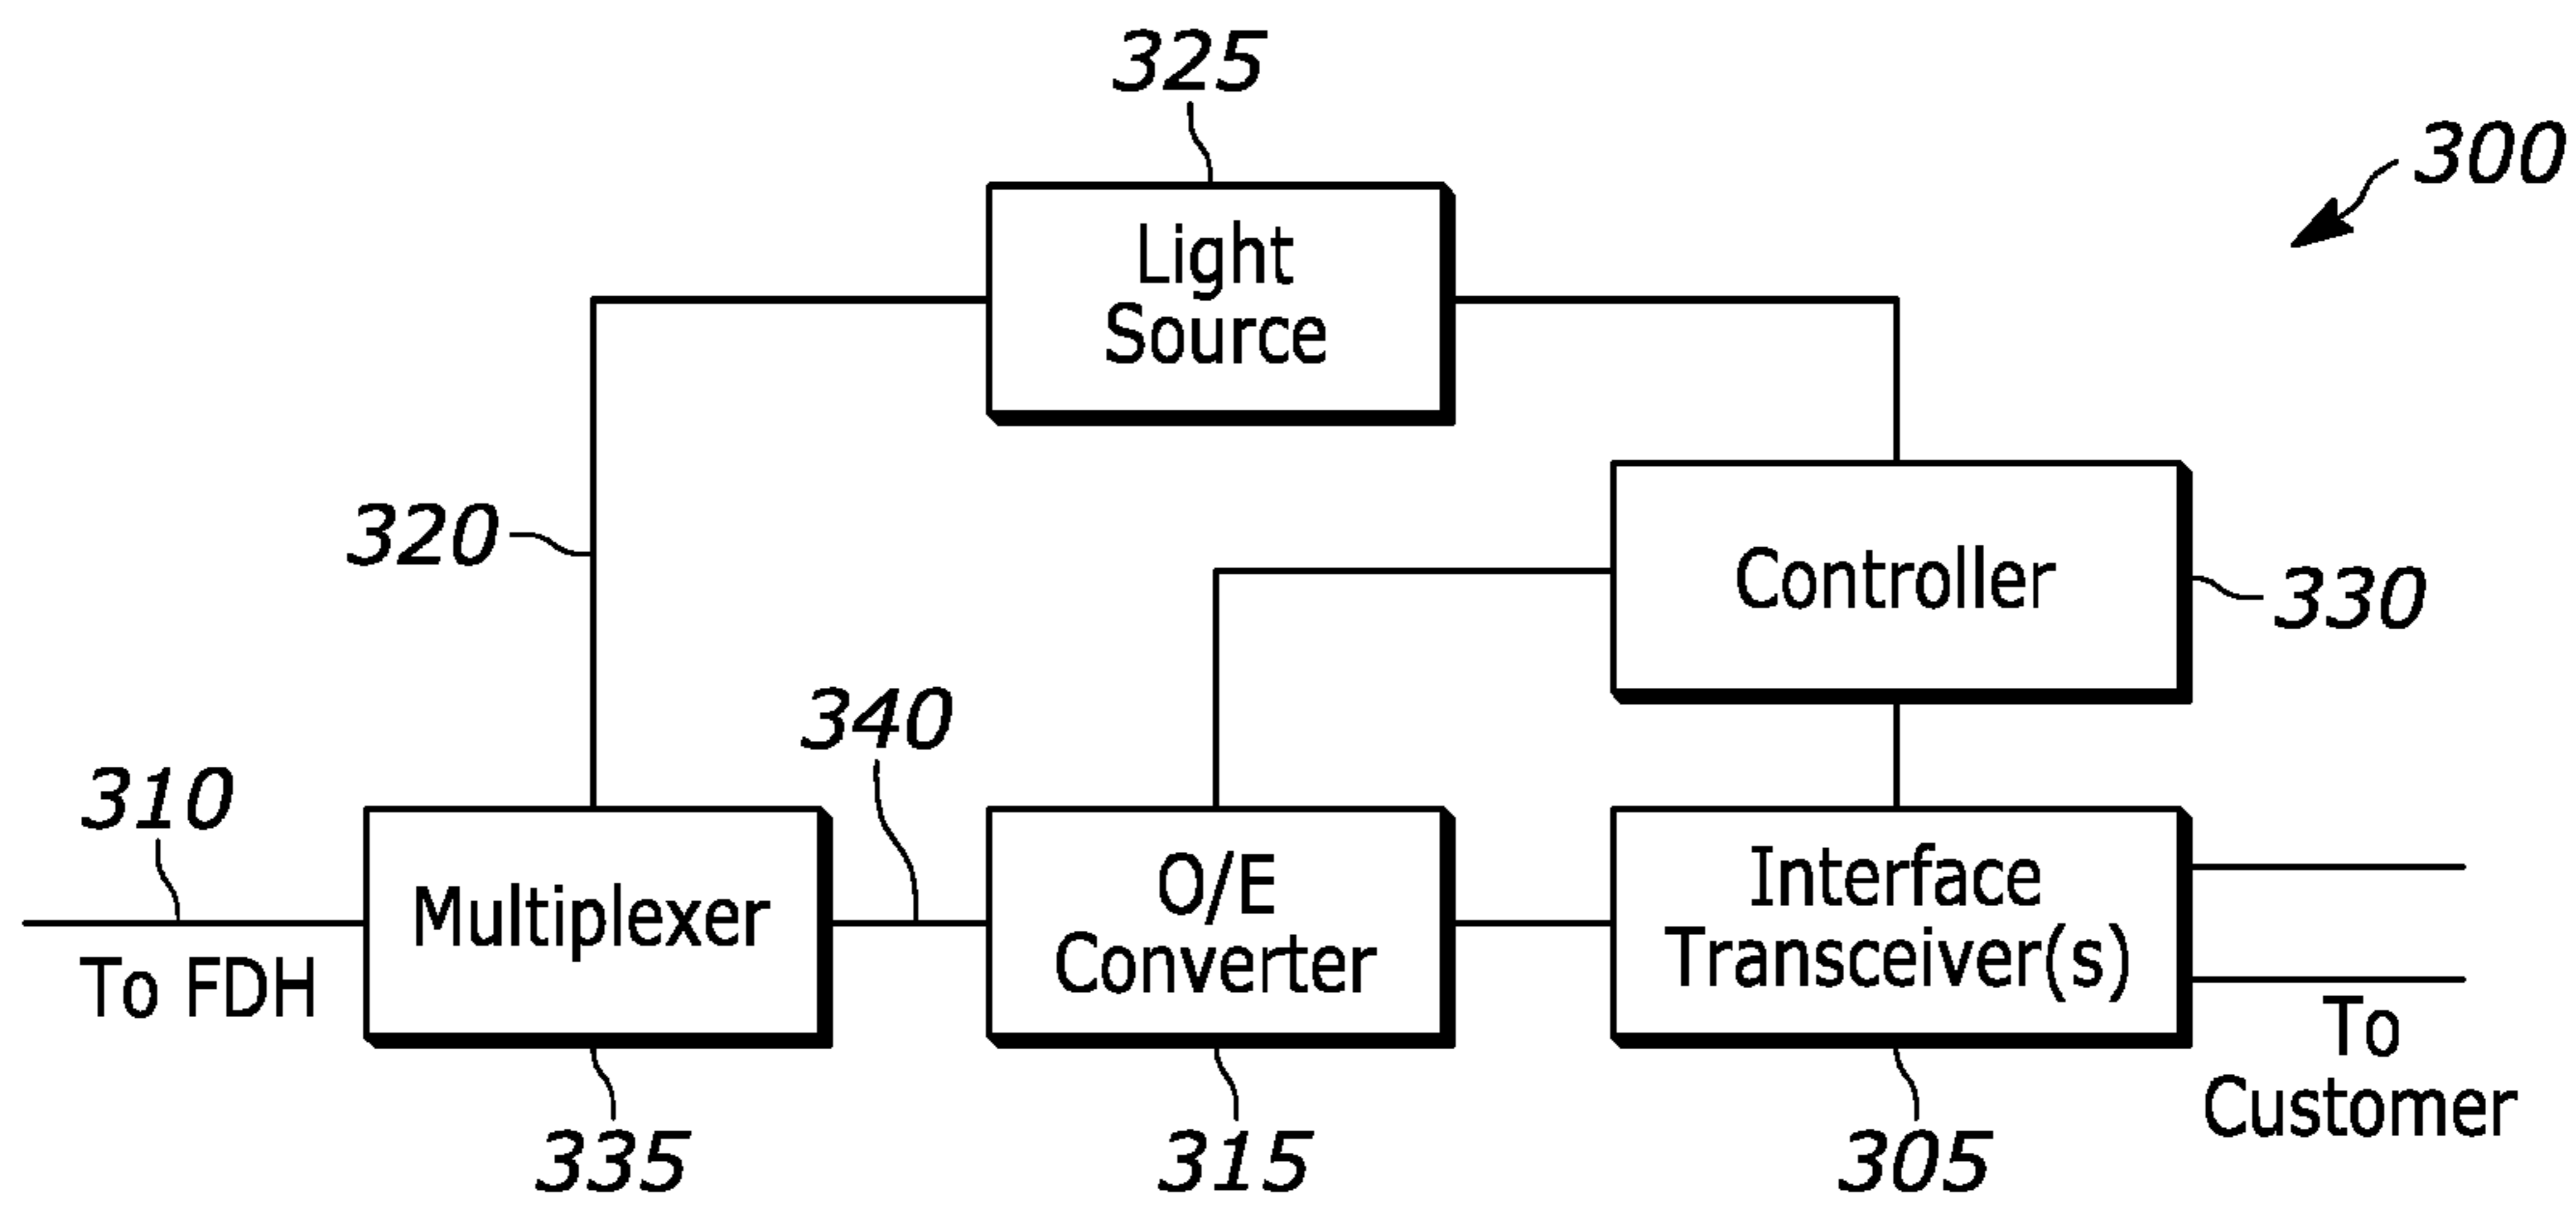 325
300
Light
Source
320
Controller
330
340
310
Multiplexer
O/E
Converter
Interface
Transceiver(s)
To FDH
To
Customer
335
315
305